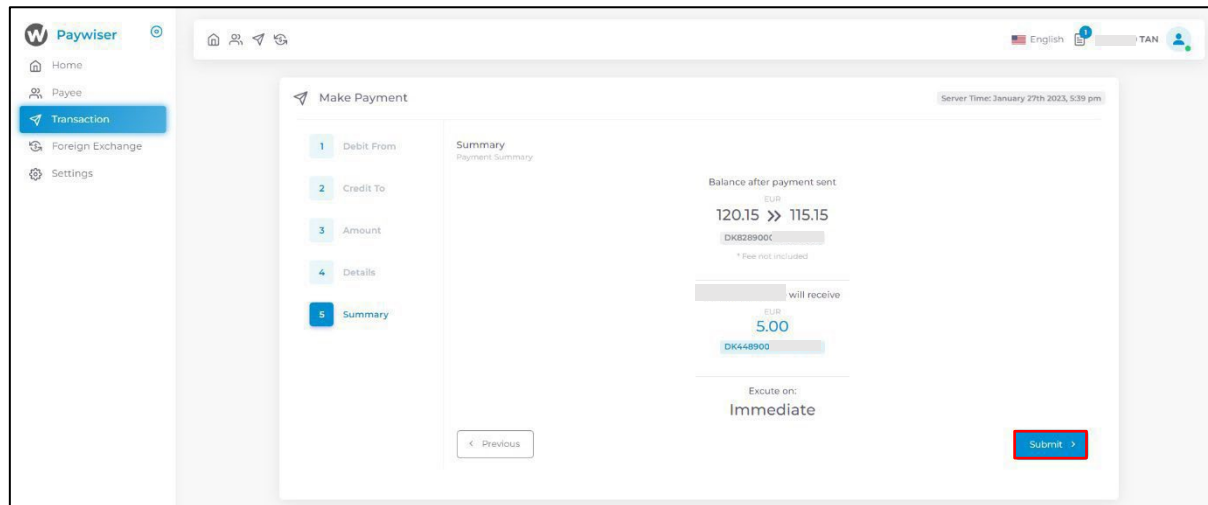 W Paywiser
Home
Payee
Transaction
Foreign Exchange
Settings
English 1 TAN
Make Payment
Server Time: January 27th 2023, 5:39 pm
1 Debit From
2 Credit To
3 Amount
4 Details
5 Summary
Summary
Payment Summary
Balance after payment sent
EUR
120.15 >> 115.15
DK828900
* Fee not included
will receive
EUR
5.00
DK448900
Excute on:
Immediate
< Previous
Submit >